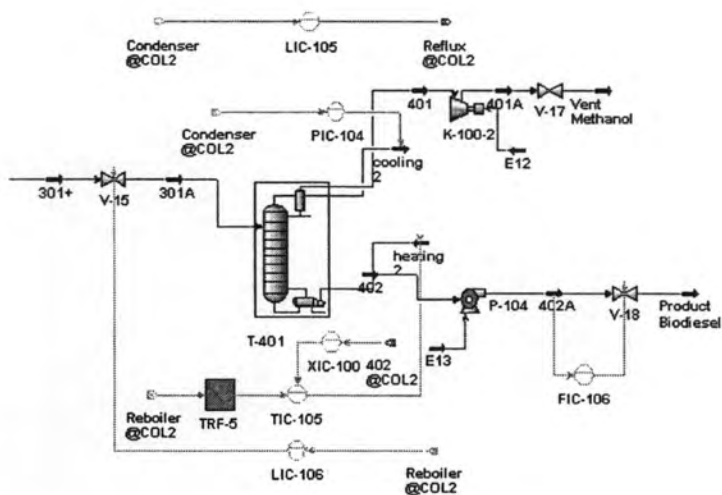 Condenser
@COL2
LIC-105
Reflux
@COL2
401
401A
V-17
Vent
Methanol
K-100-2
E12
Condenser
@COL2
PIC-104
cooling
2
301+
V-15
301A
heating
2
402
P-104
402A
V-18
Product
Biodiesel
T-401
E13
XIC-100
402
@COL2
FIC-106
Reboiler
@COL2
TRF-5
TIC-105
LIC-106
Reboiler
@COL2